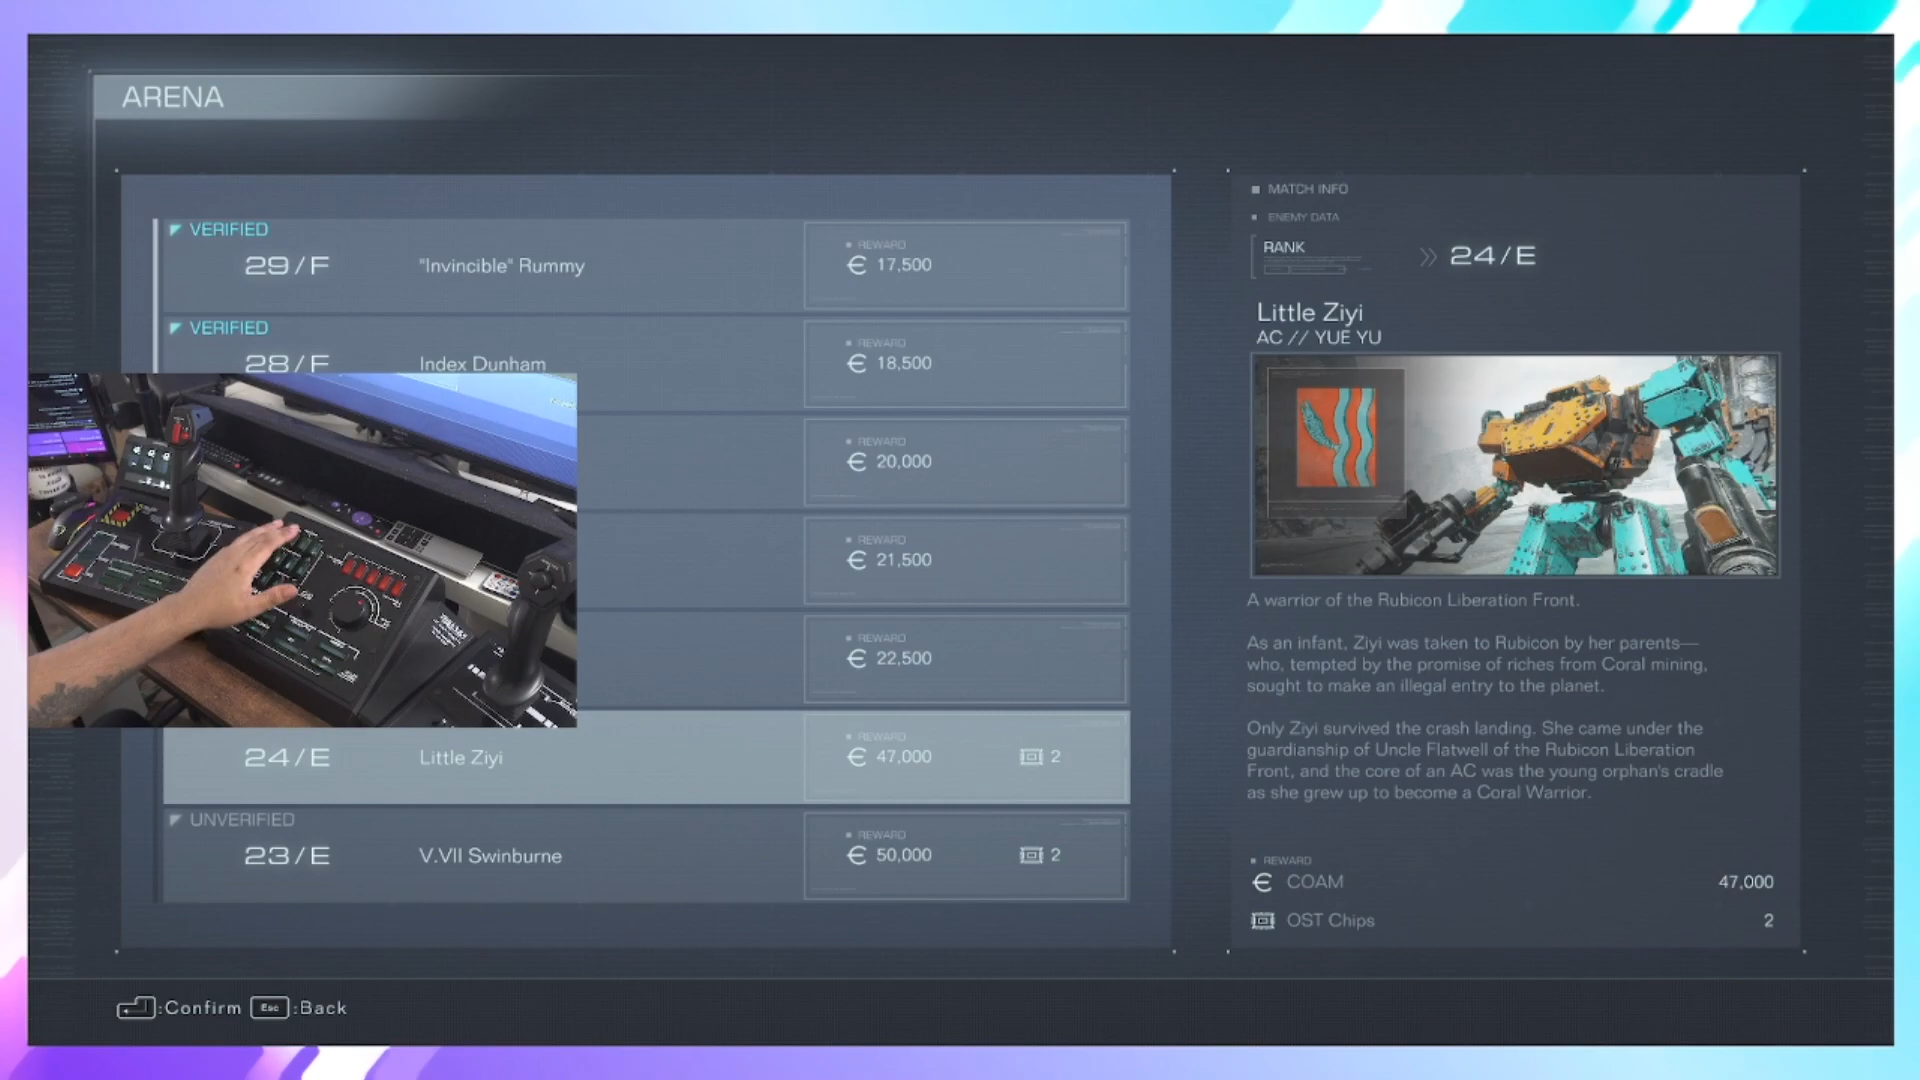 ARENA
VERIFIED
29/F
"Invincible" Rummy
REWARD
17,500
VERIFIED
28/F
Index Dunham
REWARD
18,500
REWARD
20,000
REWARD
21,500
REWARD
22,500
24/E
Little Ziyi
REWARD
47,000
2
UNVERIFIED
23/E
V.VII Swinburne
REWARD
50,000
2
MATCH INFO
ENEMY DATA
RANK
24/E
Little Ziyi
AC // YUE YU
A warrior of the Rubicon Liberation Front.
As an infant, Ziyi was taken to Rubicon by her parents—
who, tempted by the promise of riches from Coral mining,
sought to make an illegal entry to the planet.
Only Ziyi survived the crash landing. She came under the
guardianship of Uncle Flatwell of the Rubicon Liberation
Front, and the core of an AC was the young orphan's cradle
as she grew up to become a Coral Warrior.
REWARD
COAM
47,000
OST Chips
2
:Confirm Esc :Back